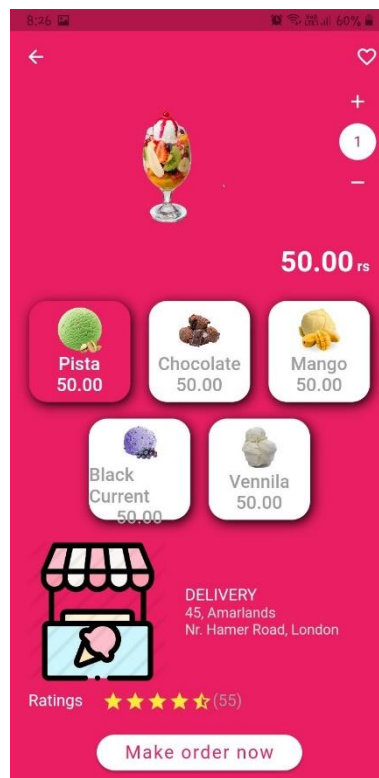 8:26
60%
1
50.00 rs
Pista
50.00
Chocolate
50.00
Mango
50.00
Black
Current
50.00
Vennila
50.00
DELIVERY
45, Amarlands
Nr. Hamer Road, London
Ratings
(55)
Make order now